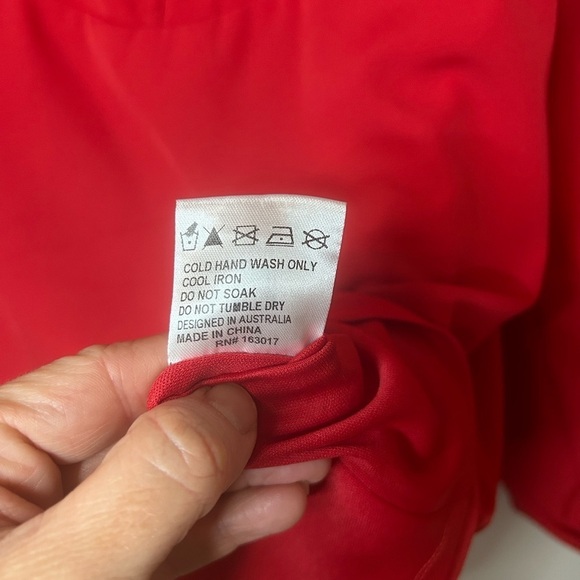 COLD HAND WASH ONLY
COOL IRON
DO NOT SOAK
DO NOT TUMBLE DRY
DESIGNED IN AUSTRALIA
MADE IN CHINA
RN# 163017